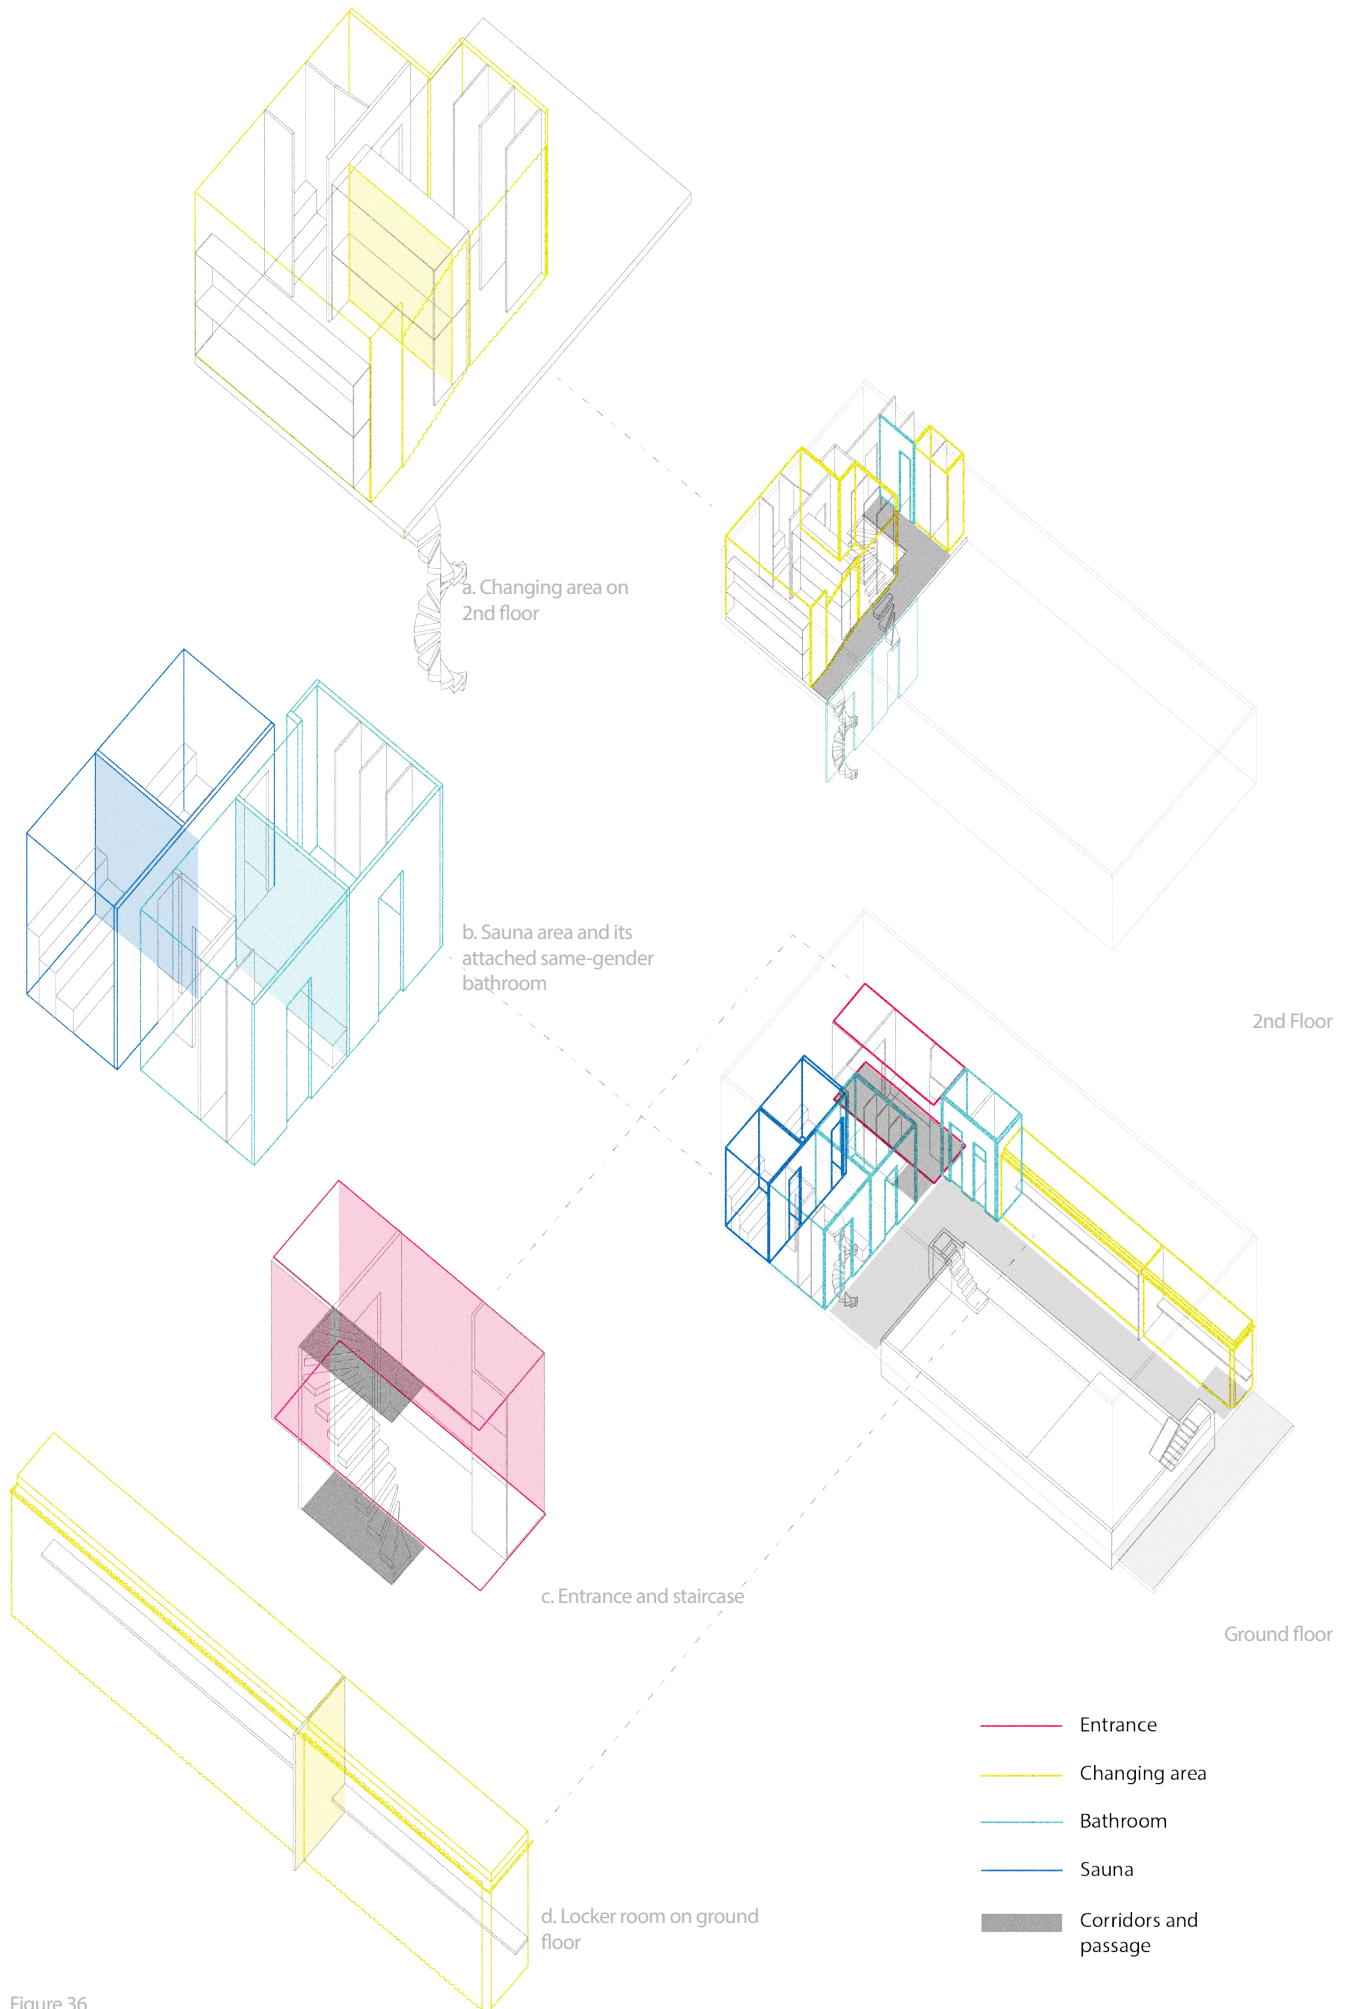 a. Changing area on
2nd floor
b. Sauna area and its
attached same-gender
bathroom
2nd Floor
c. Entrance and staircase
Ground floor
Entrance
Changing area
Bathroom
Sauna
Corridors and
passage
d. Locker room on ground
floor
Figure 36